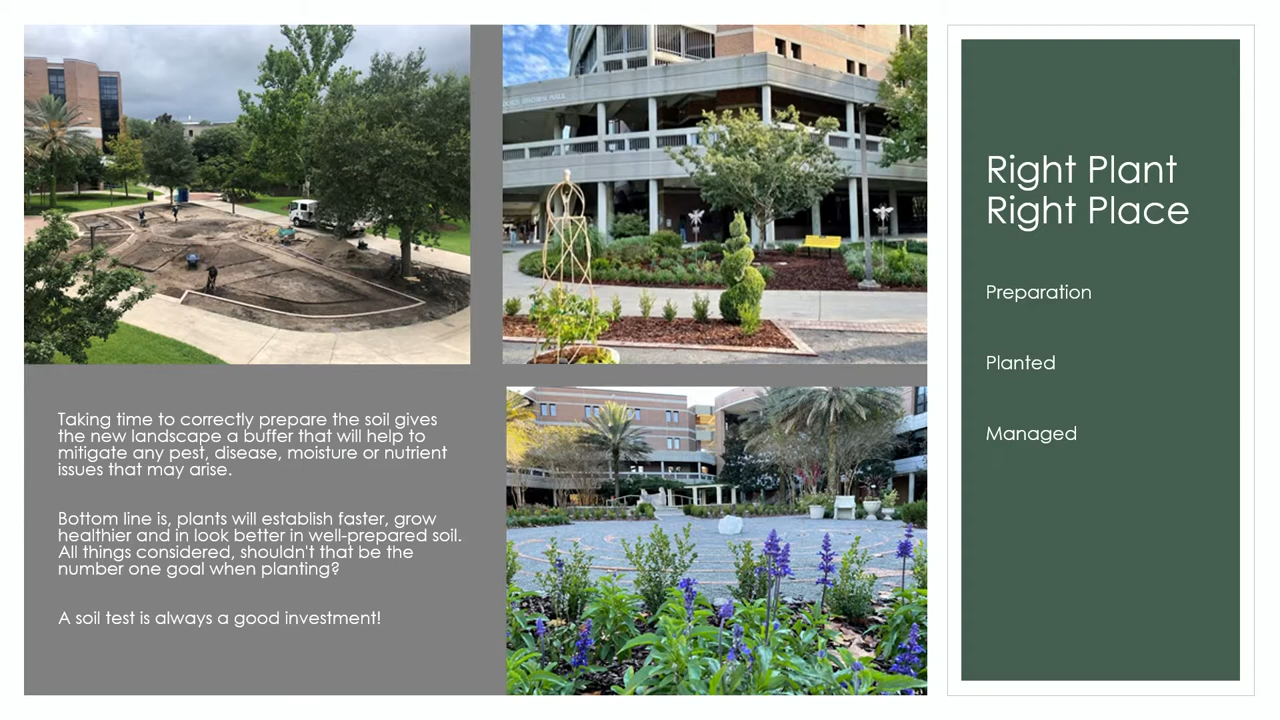 Taking time to correctly prepare the soil gives
the new landscape a buffer that will help to
mitigate any pest, disease, moisture or nutrient
issues that may arise.
Bottom line is, plants will establish faster, grow
healthier and in look better in well-prepared soil.
All things considered, shouldn't that be the
number one goal when planting?
A soil test is always a good investment!
Right Plant
Right Place
Preparation
Planted
Managed